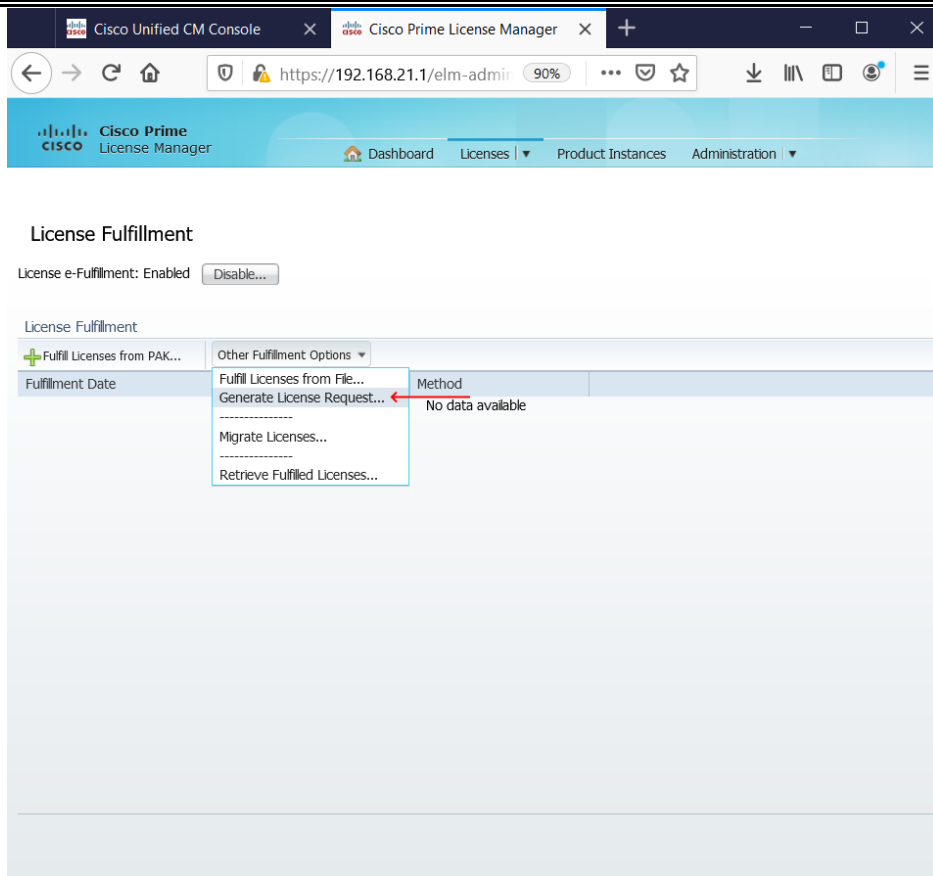 Cisco Unified CM Console
Cisco Prime License Manager
https://192.168.21.1/elm-admin 90%
CISCO
Cisco Prime
License Manager
Dashboard Licenses Product Instances Administration
License Fulfillment
License e-Fulfillment: Enabled Disable...
License Fulfillment
Fulfill Licenses from PAK... Other Fulfillment Options
Fulfillment Date Method
Fulfill Licenses from File...
Generate License Request...
No data available
---------------
Migrate Licenses...
---------------
Retrieve Fulfilled Licenses...